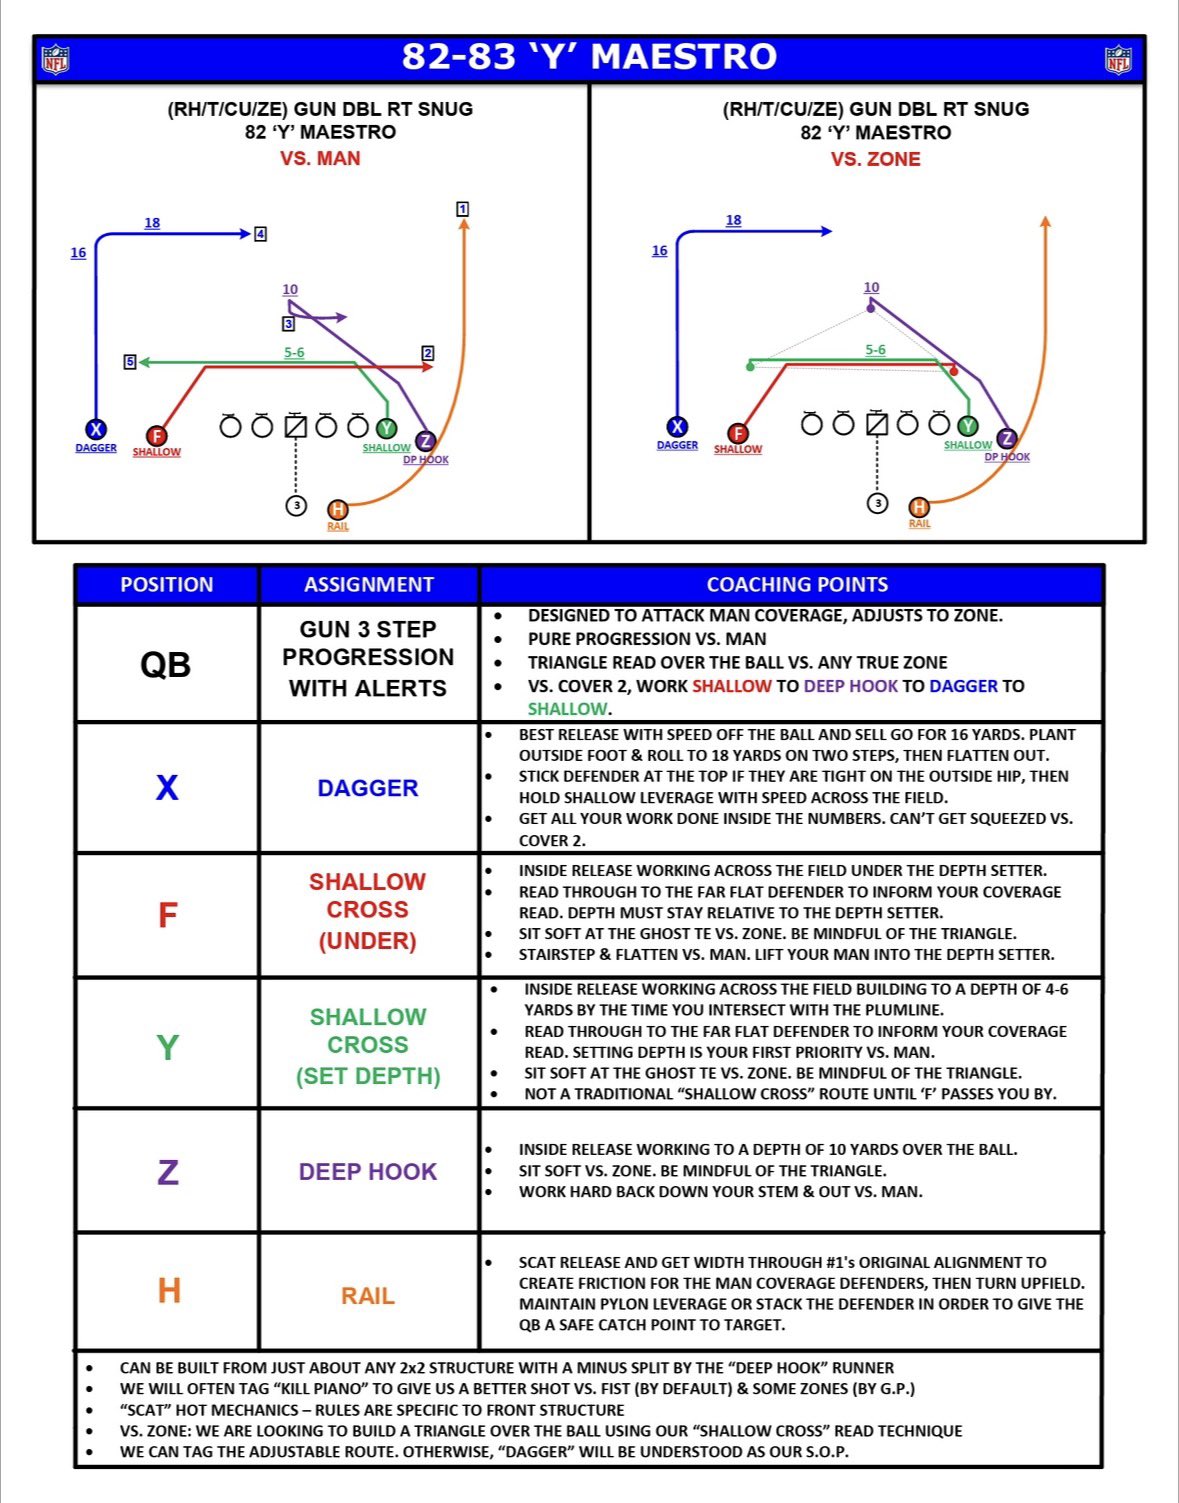 82-83 ‘Y’ MAESTRO
NFL
NFL
(RH/T/CU/ZE) GUN DBL RT SNUG
82 ‘Y’ MAESTRO
VS. MAN
1
18
4
16
10
3
5-6
5
2
X
F
Y
Z
DAGGER
SHALLOW
SHALLOW
DP HOOK
3
H
RAIL
(RH/T/CU/ZE) GUN DBL RT SNUG
82 ‘Y’ MAESTRO
VS. ZONE
18
16
10
5-6
X
F
Y
Z
DAGGER
SHALLOW
SHALLOW
DP HOOK
3
H
RAIL
POSITION
ASSIGNMENT
COACHING POINTS
QB
GUN 3 STEP
PROGRESSION
WITH ALERTS
• DESIGNED TO ATTACK MAN COVERAGE, ADJUSTS TO ZONE.
• PURE PROGRESSION VS. MAN
• TRIANGLE READ OVER THE BALL VS. ANY TRUE ZONE
• VS. COVER 2, WORK SHALLOW TO DEEP HOOK TO DAGGER TO
SHALLOW.
X
DAGGER
• BEST RELEASE WITH SPEED OFF THE BALL AND SELL GO FOR 16 YARDS. PLANT
OUTSIDE FOOT & ROLL TO 18 YARDS ON TWO STEPS, THEN FLATTEN OUT.
• STICK DEFENDER AT THE TOP IF THEY ARE TIGHT ON THE OUTSIDE HIP, THEN
HOLD SHALLOW LEVERAGE WITH SPEED ACROSS THE FIELD.
• GET ALL YOUR WORK DONE INSIDE THE NUMBERS. CAN’T GET SQUEEZED VS.
COVER 2.
F
SHALLOW
CROSS
(UNDER)
• INSIDE RELEASE WORKING ACROSS THE FIELD UNDER THE DEPTH SETTER.
• READ THROUGH TO THE FAR FLAT DEFENDER TO INFORM YOUR COVERAGE
READ. DEPTH MUST STAY RELATIVE TO THE DEPTH SETTER.
• SIT SOFT AT THE GHOST TE VS. ZONE. BE MINDFUL OF THE TRIANGLE.
• STAIRSTEP & FLATTEN VS. MAN. LIFT YOUR MAN INTO THE DEPTH SETTER.
Y
SHALLOW
CROSS
(SET DEPTH)
• INSIDE RELEASE WORKING ACROSS THE FIELD BUILDING TO A DEPTH OF 4-6
YARDS BY THE TIME YOU INTERSECT WITH THE PLUMLINE.
• READ THROUGH TO THE FAR FLAT DEFENDER TO INFORM YOUR COVERAGE
READ. SETTING DEPTH IS YOUR FIRST PRIORITY VS. MAN.
• SIT SOFT AT THE GHOST TE VS. ZONE. BE MINDFUL OF THE TRIANGLE.
• NOT A TRADITIONAL “SHALLOW CROSS” ROUTE UNTIL ‘F’ PASSES YOU BY.
Z
DEEP HOOK
• INSIDE RELEASE WORKING TO A DEPTH OF 10 YARDS OVER THE BALL.
• SIT SOFT VS. ZONE. BE MINDFUL OF THE TRIANGLE.
• WORK HARD BACK DOWN YOUR STEM & OUT VS. MAN.
H
RAIL
• SCAT RELEASE AND GET WIDTH THROUGH #1's ORIGINAL ALIGNMENT TO
CREATE FRICTION FOR THE MAN COVERAGE DEFENDERS, THEN TURN UPFIELD.
MAINTAIN PYLON LEVERAGE OR STACK THE DEFENDER IN ORDER TO GIVE THE
QB A SAFE CATCH POINT TO TARGET.
• CAN BE BUILT FROM JUST ABOUT ANY 2x2 STRUCTURE WITH A MINUS SPLIT BY THE “DEEP HOOK” RUNNER
• WE WILL OFTEN TAG “KILL PIANO” TO GIVE US A BETTER SHOT VS. FIST (BY DEFAULT) & SOME ZONES (BY G.P.)
• “SCAT” HOT MECHANICS – RULES ARE SPECIFIC TO FRONT STRUCTURE
• VS. ZONE: WE ARE LOOKING TO BUILD A TRIANGLE OVER THE BALL USING OUR “SHALLOW CROSS” READ TECHNIQUE
• WE CAN TAG THE ADJUSTABLE ROUTE. OTHERWISE, “DAGGER” WILL BE UNDERSTOOD AS OUR S.O.P.